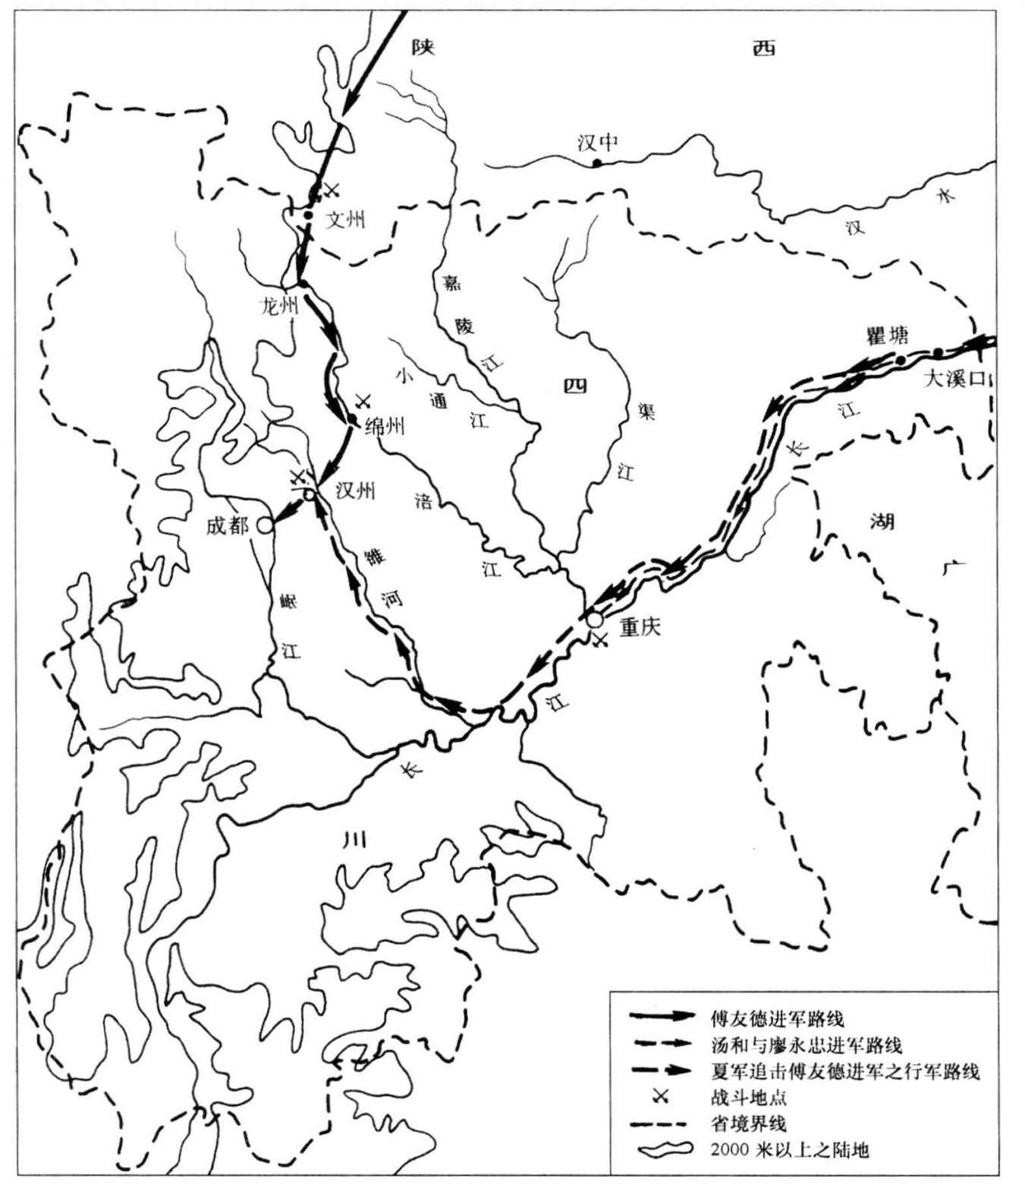 陕 西
汉中
文州
汉 水
龙州
嘉陵江
瞿塘
大溪口
小通江
四
渠江
长江
绵州
汉州
成都
涪江
湖广
雒河
岷江
重庆
长江
川
傅友德进军路线
汤和与廖永忠进军路线
夏军追击傅友德进军之行军路线
战斗地点
省境界线
2000 米以上之陆地